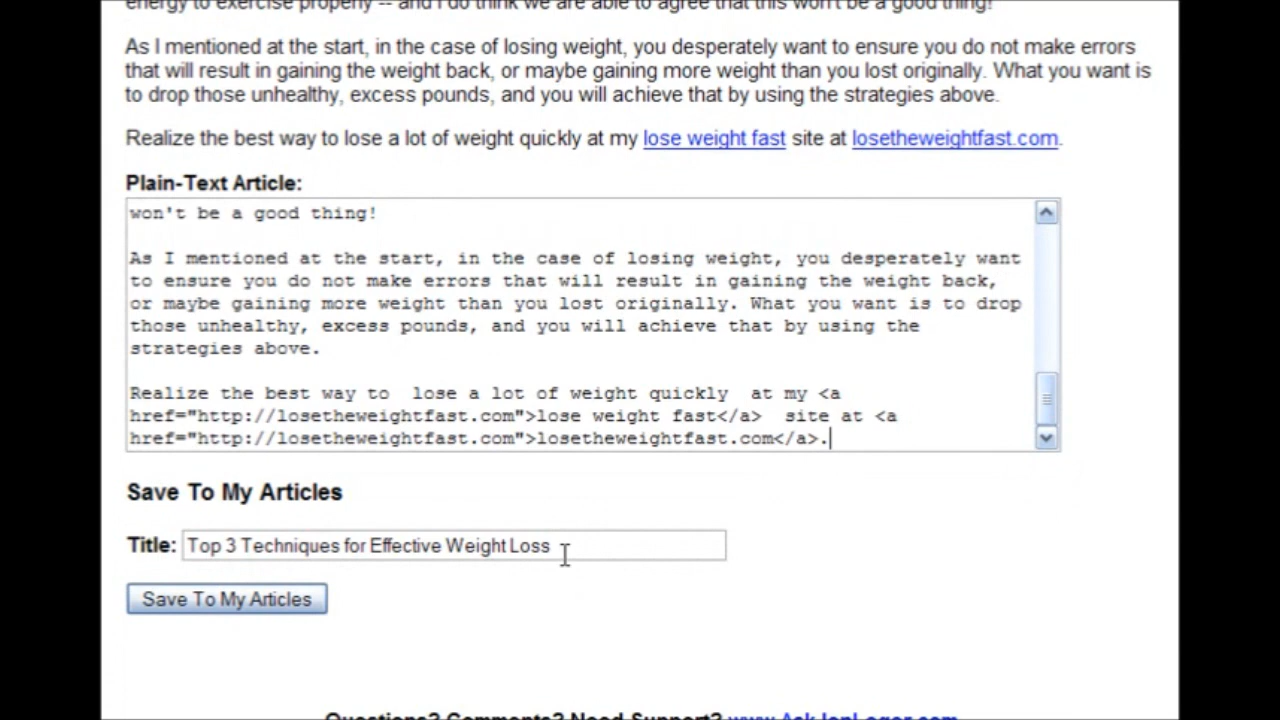 energy to exercise properly -- and I do think we are able to agree that this won't be a good thing!
As I mentioned at the start, in the case of losing weight, you desperately want to ensure you do not make errors
that will result in gaining the weight back, or maybe gaining more weight than you lost originally. What you want is
to drop those unhealthy, excess pounds, and you will achieve that by using the strategies above.
Realize the best way to lose a lot of weight quickly at my lose weight fast site at losetheweightfast.com.
Plain-Text Article:
won't be a good thing!
As I mentioned at the start, in the case of losing weight, you desperately want
to ensure you do not make errors that will result in gaining the weight back,
or maybe gaining more weight than you lost originally. What you want is to drop
those unhealthy, excess pounds, and you will achieve that by using the
strategies above.
Realize the best way to  lose a lot of weight quickly  at my <a
href="http://losetheweightfast.com">lose weight fast</a>  site at <a
href="http://losetheweightfast.com">losetheweightfast.com</a>.
Save To My Articles
Title: Top 3 Techniques for Effective Weight Loss
Save To My Articles
Questions? Comments? Need Support? www.AskJonLeger.com